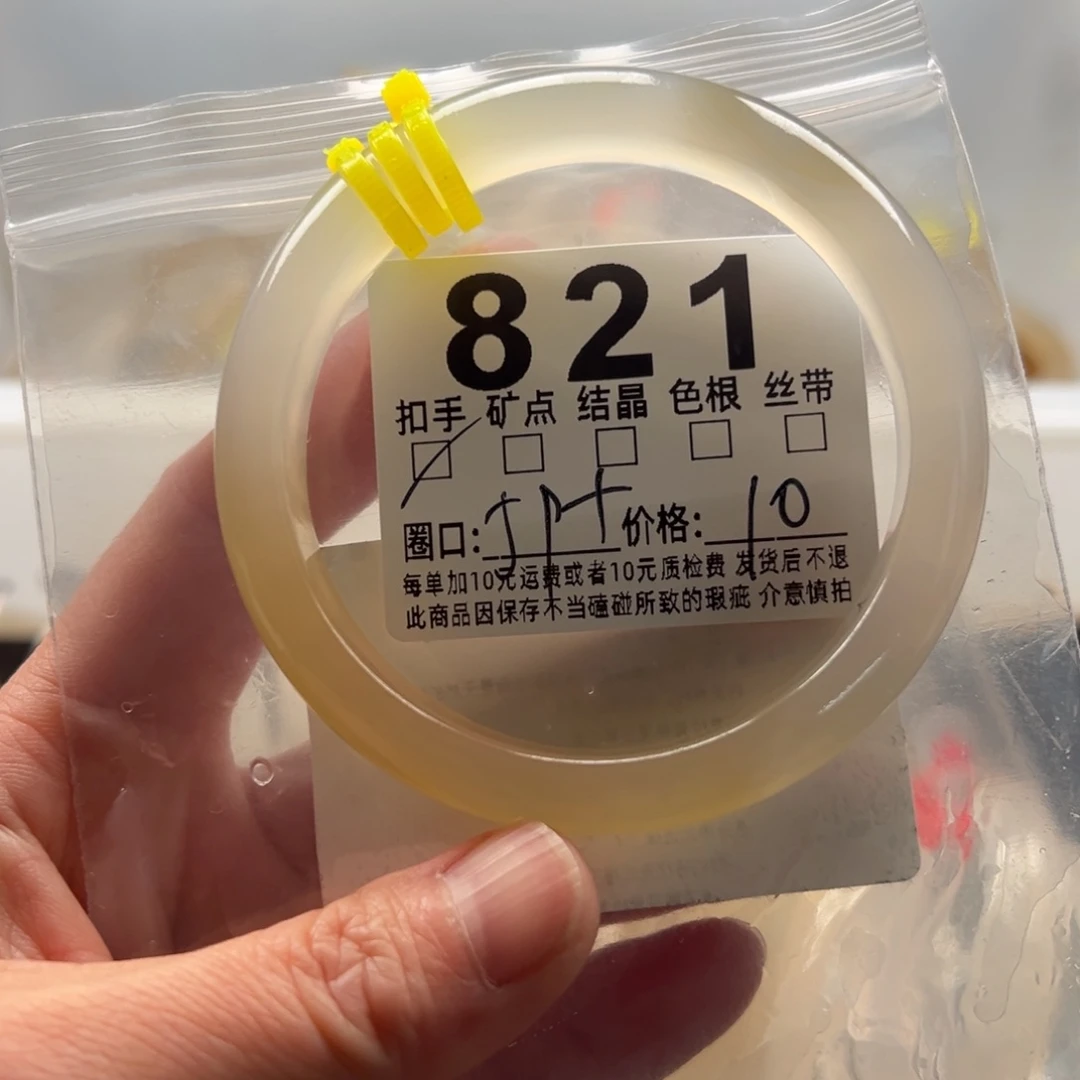 821
扣手 矿点 结晶 色根 丝带
圈口: 价格: 10
每单加10元运费或者10元质检费 发货后不退
此商品因保存不当磕碰所致的瑕疵 介意慎拍